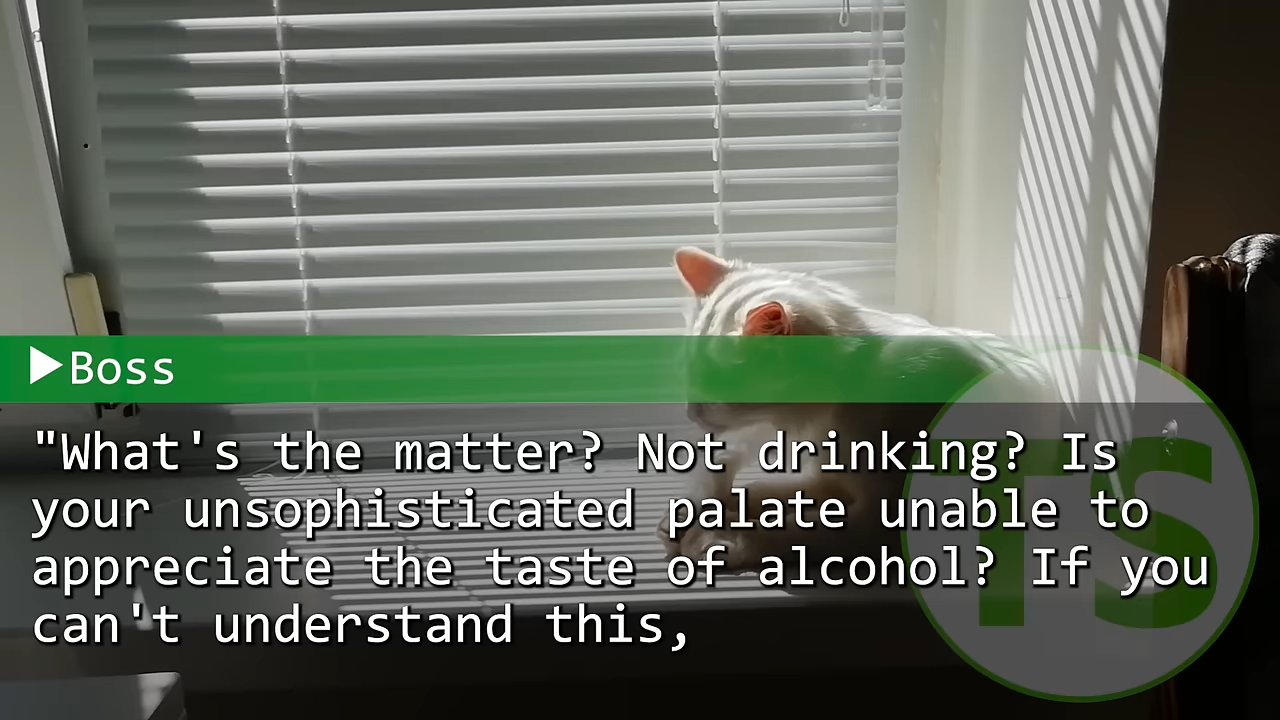 ▶Boss
"What's the matter? Not drinking? Is
your unsophisticated palate unable to
appreciate the taste of alcohol? If you
can't understand this,
TS